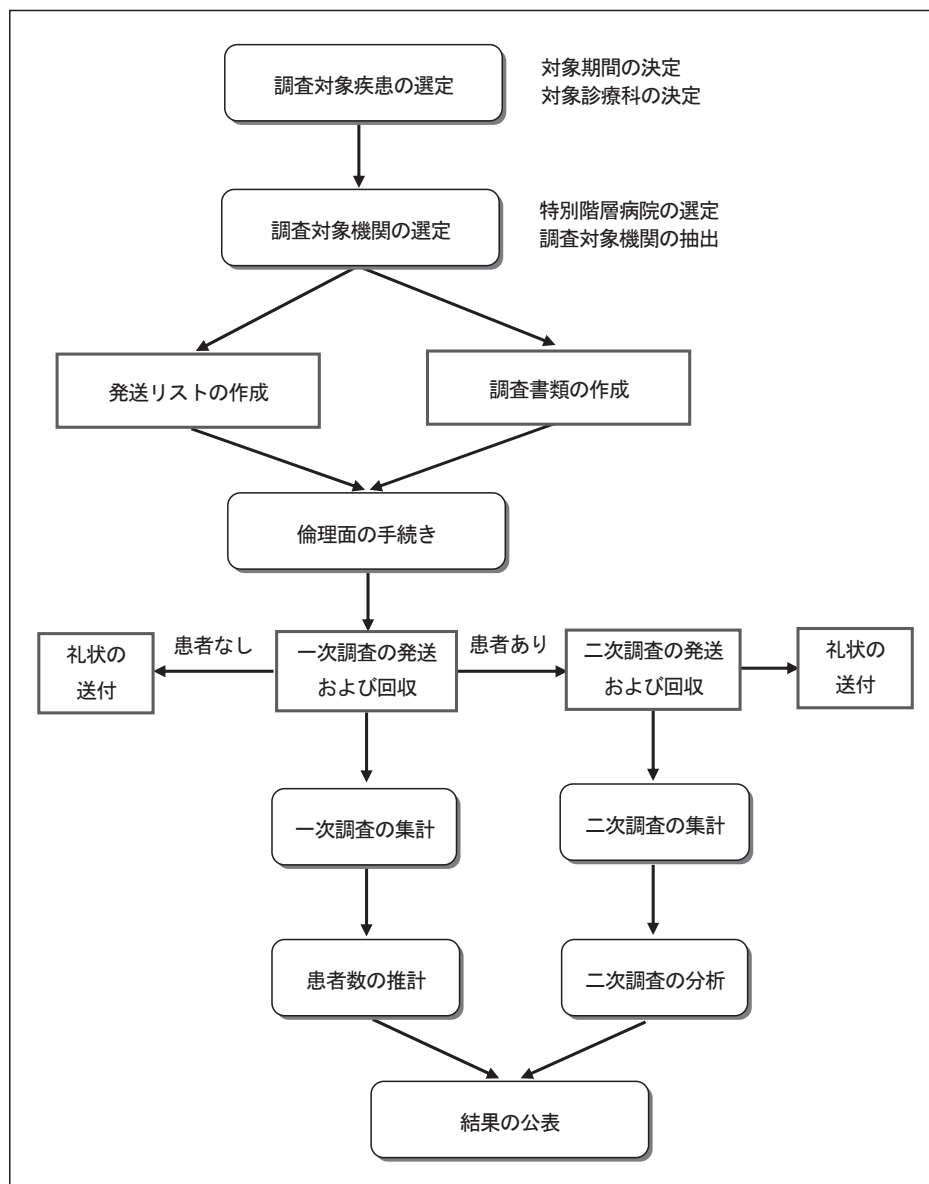 調査対象疾患の選定
対象期間の決定
対象診療科の決定
調査対象機関の選定
特別階層病院の選定
調査対象機関の抽出
発送リストの作成
調査書類の作成
倫理面の手続き
礼状の
送付
患者なし
一次調査の発送
および回収
患者あり
二次調査の発送
および回収
礼状の
送付
一次調査の集計
二次調査の集計
患者数の推計
二次調査の分析
結果の公表